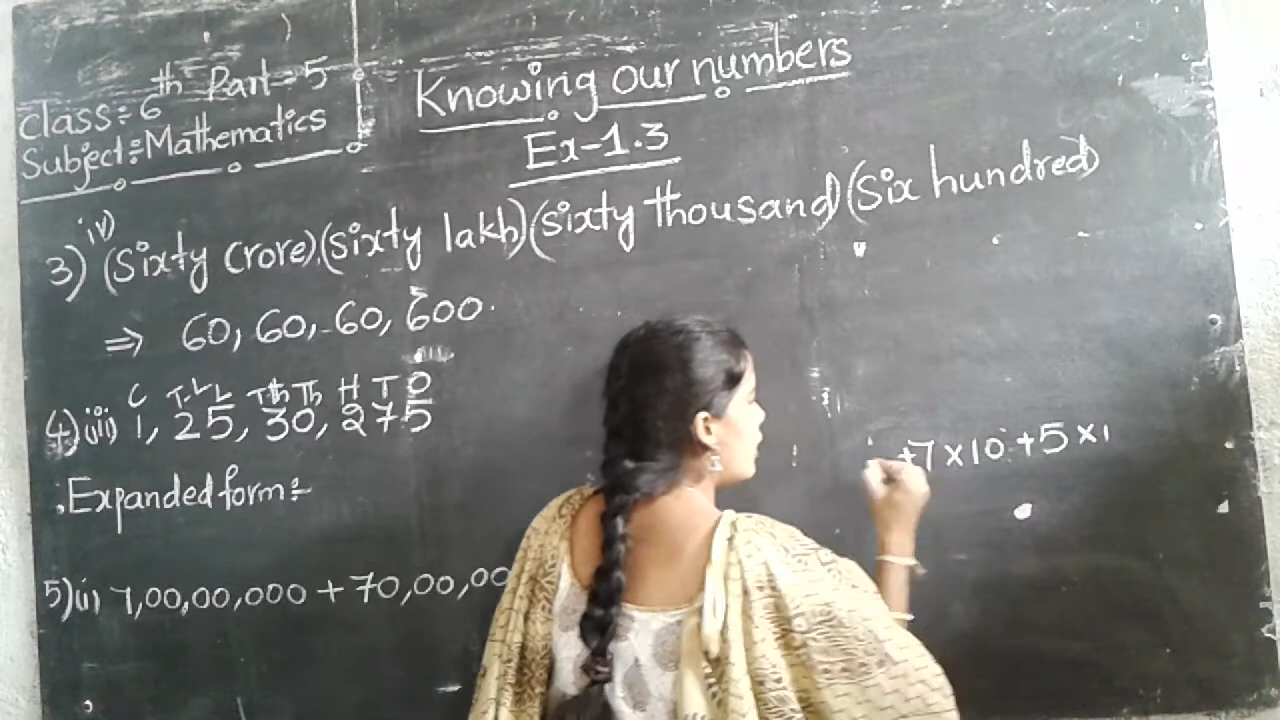 Class:- 6th Part-5
Subject:- Mathematics
Knowing our numbers
Ex-1.3
3) iv) (Sixty Crore)(sixty lakh)(sixty thousand)(Six hundred)
⇒ 60,60,60,600.
C T.L L T.Th Th H T O
4) iii) 1,25,30,275
+7×10+5×1
Expanded form:-
5) ii) 7,00,00,000 + 70,00,00